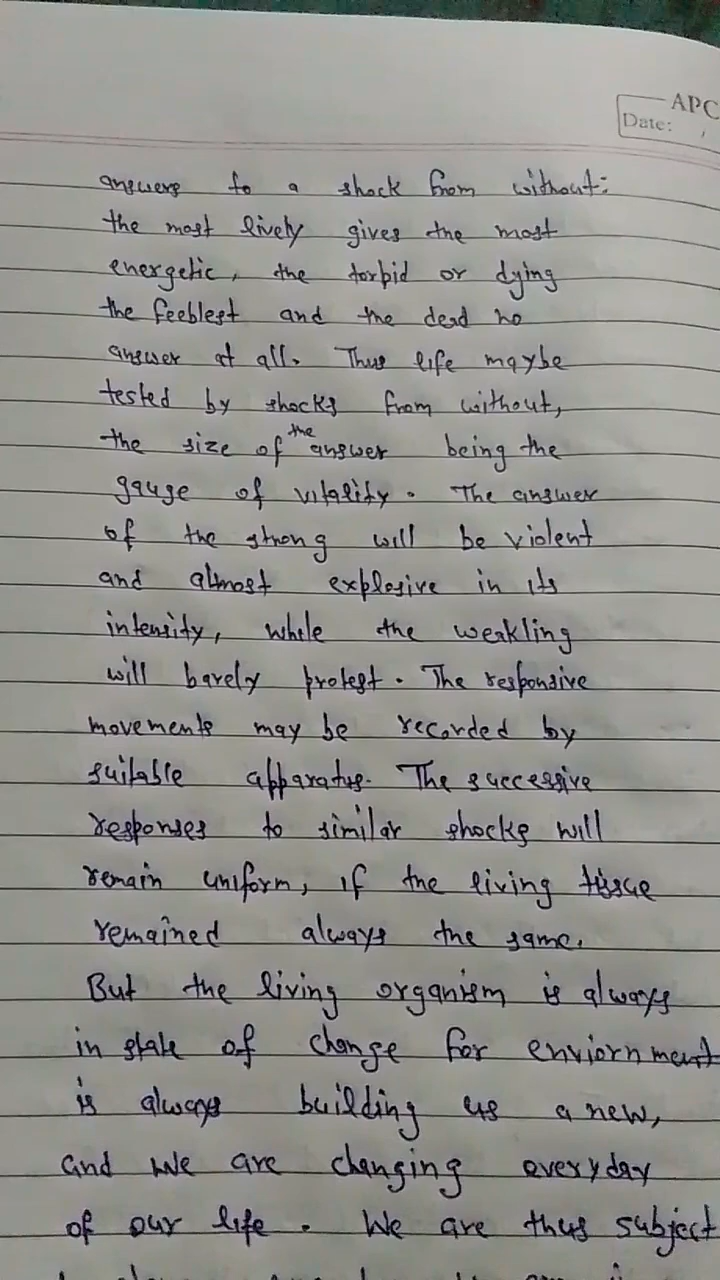 APC
Date:
answers to a shock from without:
the most lively gives the most
energetic, the torpid or dying
the feeblest and the dead no
answer at all. Thus life maybe
tested by shocks from without,
the size of the answer being the
gauge of vitality. The answer
of the strong will be violent
and almost explosive in its
intensity, while the weakling
will barely protest. The responsive
movements may be recorded by
suitable apparatus. The successive
responses to similar shocks will
remain uniform, if the living tissue
remained always the same.
But the living organism is always
in state of change for enviornment
is always building us a new,
and we are changing everyday
of our life. We are thus subject